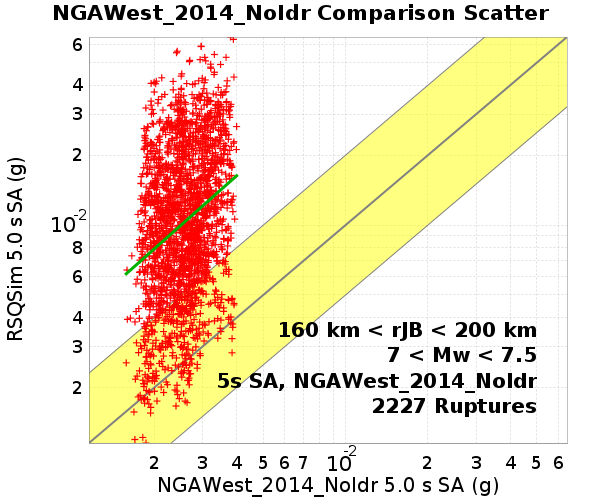 NGAWest_2014_NoIdr Comparison Scatter
6
4
3
2
10-2
8
6
4
3
2
RSQSim 5.0 s SA (g)
160 km < rJB < 200 km
7 < Mw < 7.5
5s SA, NGAWest_2014_NoIdr
2227 Ruptures
2 3 4 5 6 7 10-2 2 3 4 5 6
NGAWest_2014_NoIdr 5.0 s SA (g)